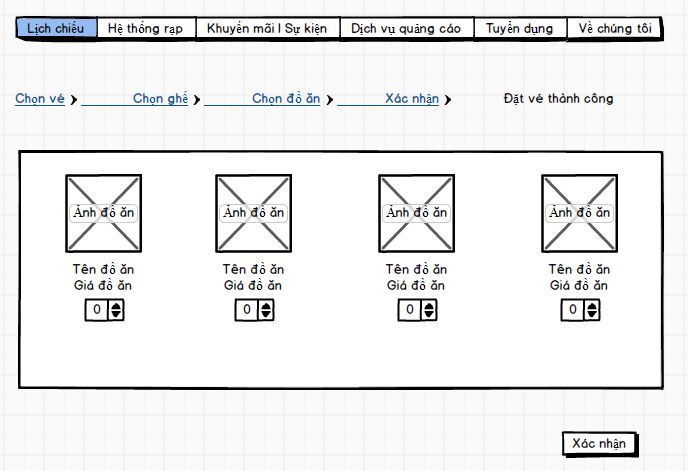 Lịch chiếu Hệ thống rạp Khuyến mãi | Sự kiện Dịch vụ quảng cáo Tuyển dụng Về chúng tôi
Chọn vé Chọn ghế Chọn đồ ăn Xác nhận Đặt vé thành công
Ảnh đồ ăn Ảnh đồ ăn Ảnh đồ ăn Ảnh đồ ăn
Tên đồ ăn Tên đồ ăn Tên đồ ăn Tên đồ ăn
Giá đồ ăn Giá đồ ăn Giá đồ ăn Giá đồ ăn
0 0 0 0
Xác nhận